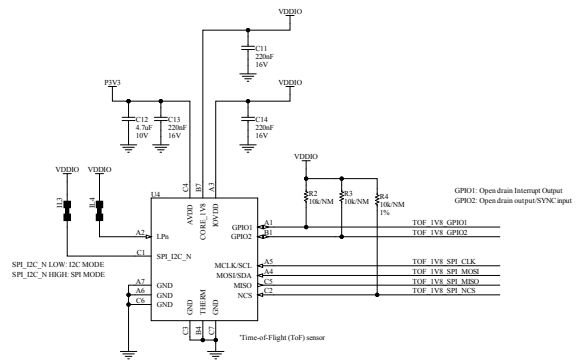 VDDIO
C11
220nF
16V
P3V3
VDDIO
C12
4.7uF
10V
C13
220nF
16V
C14
220nF
16V
VDDIO
VDDIO
JL3
JL4
VDDIO
R2
10k/NM
R3
10k/NM
R4
10k/NM
1%
GPIO1: Open drain Interrupt Output
GPIO2: Open drain output/SYNC input
U4
C4
B7
A3
AVDD
CORE_1V8
IOVDD
A2
LPn
C1
SPI_I2C_N
SPI_I2C_N LOW: I2C MODE
SPI_I2C_N HIGH: SPI MODE
A7
GND
A6
GND
C6
GND
GPIO1
A1
TOF_1V8_GPIO1
GPIO2
B1
TOF_1V8_GPIO2
MCLK/SCL
A5
TOF_1V8_SPI_CLK
MOSI/SDA
A4
TOF_1V8_SPI_MOSI
MISO
C5
TOF_1V8_SPI_MISO
NCS
C2
TOF_1V8_SPI_NCS
GND
THERM
GND
C3
B4
C7
'Time-of-Flight (ToF) sensor